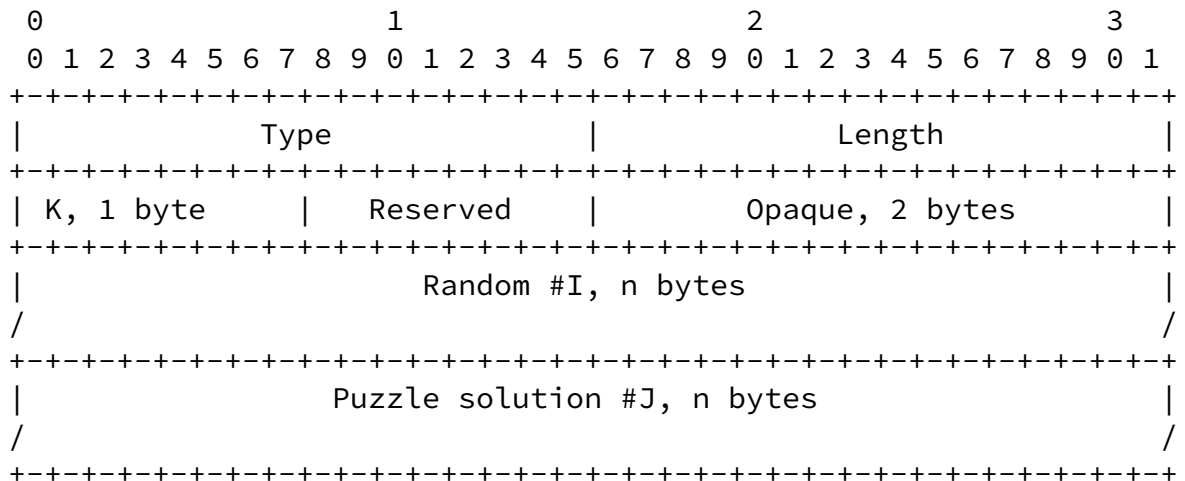 0                   1                   2                   3
 0 1 2 3 4 5 6 7 8 9 0 1 2 3 4 5 6 7 8 9 0 1 2 3 4 5 6 7 8 9 0 1
+-+-+-+-+-+-+-+-+-+-+-+-+-+-+-+-+-+-+-+-+-+-+-+-+-+-+-+-+-+-+-+-+
|             Type              |             Length            |
+-+-+-+-+-+-+-+-+-+-+-+-+-+-+-+-+-+-+-+-+-+-+-+-+-+-+-+-+-+-+-+-+
| K, 1 byte     |   Reserved    |        Opaque, 2 bytes        |
+-+-+-+-+-+-+-+-+-+-+-+-+-+-+-+-+-+-+-+-+-+-+-+-+-+-+-+-+-+-+-+-+
|                      Random #I, n bytes                       |
/                                                               /
+-+-+-+-+-+-+-+-+-+-+-+-+-+-+-+-+-+-+-+-+-+-+-+-+-+-+-+-+-+-+-+-+
|                 Puzzle solution #J, n bytes                   |
/                                                               /
+-+-+-+-+-+-+-+-+-+-+-+-+-+-+-+-+-+-+-+-+-+-+-+-+-+-+-+-+-+-+-+-+